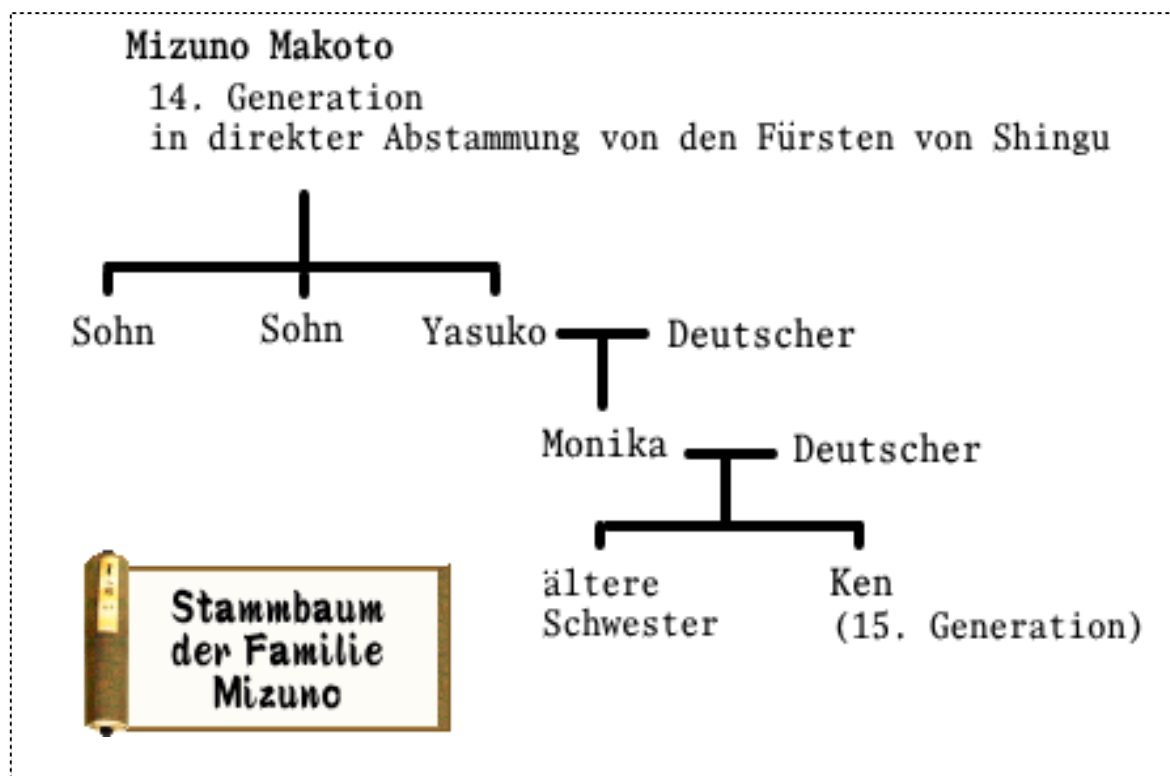 Mizuno Makoto
14. Generation
in direkter Abstammung von den Fürsten von Shingu
Sohn Sohn Yasuko Deutscher
Monika Deutscher
ältere Ken
Schwester (15. Generation)
Stammbaum
der Familie
Mizuno